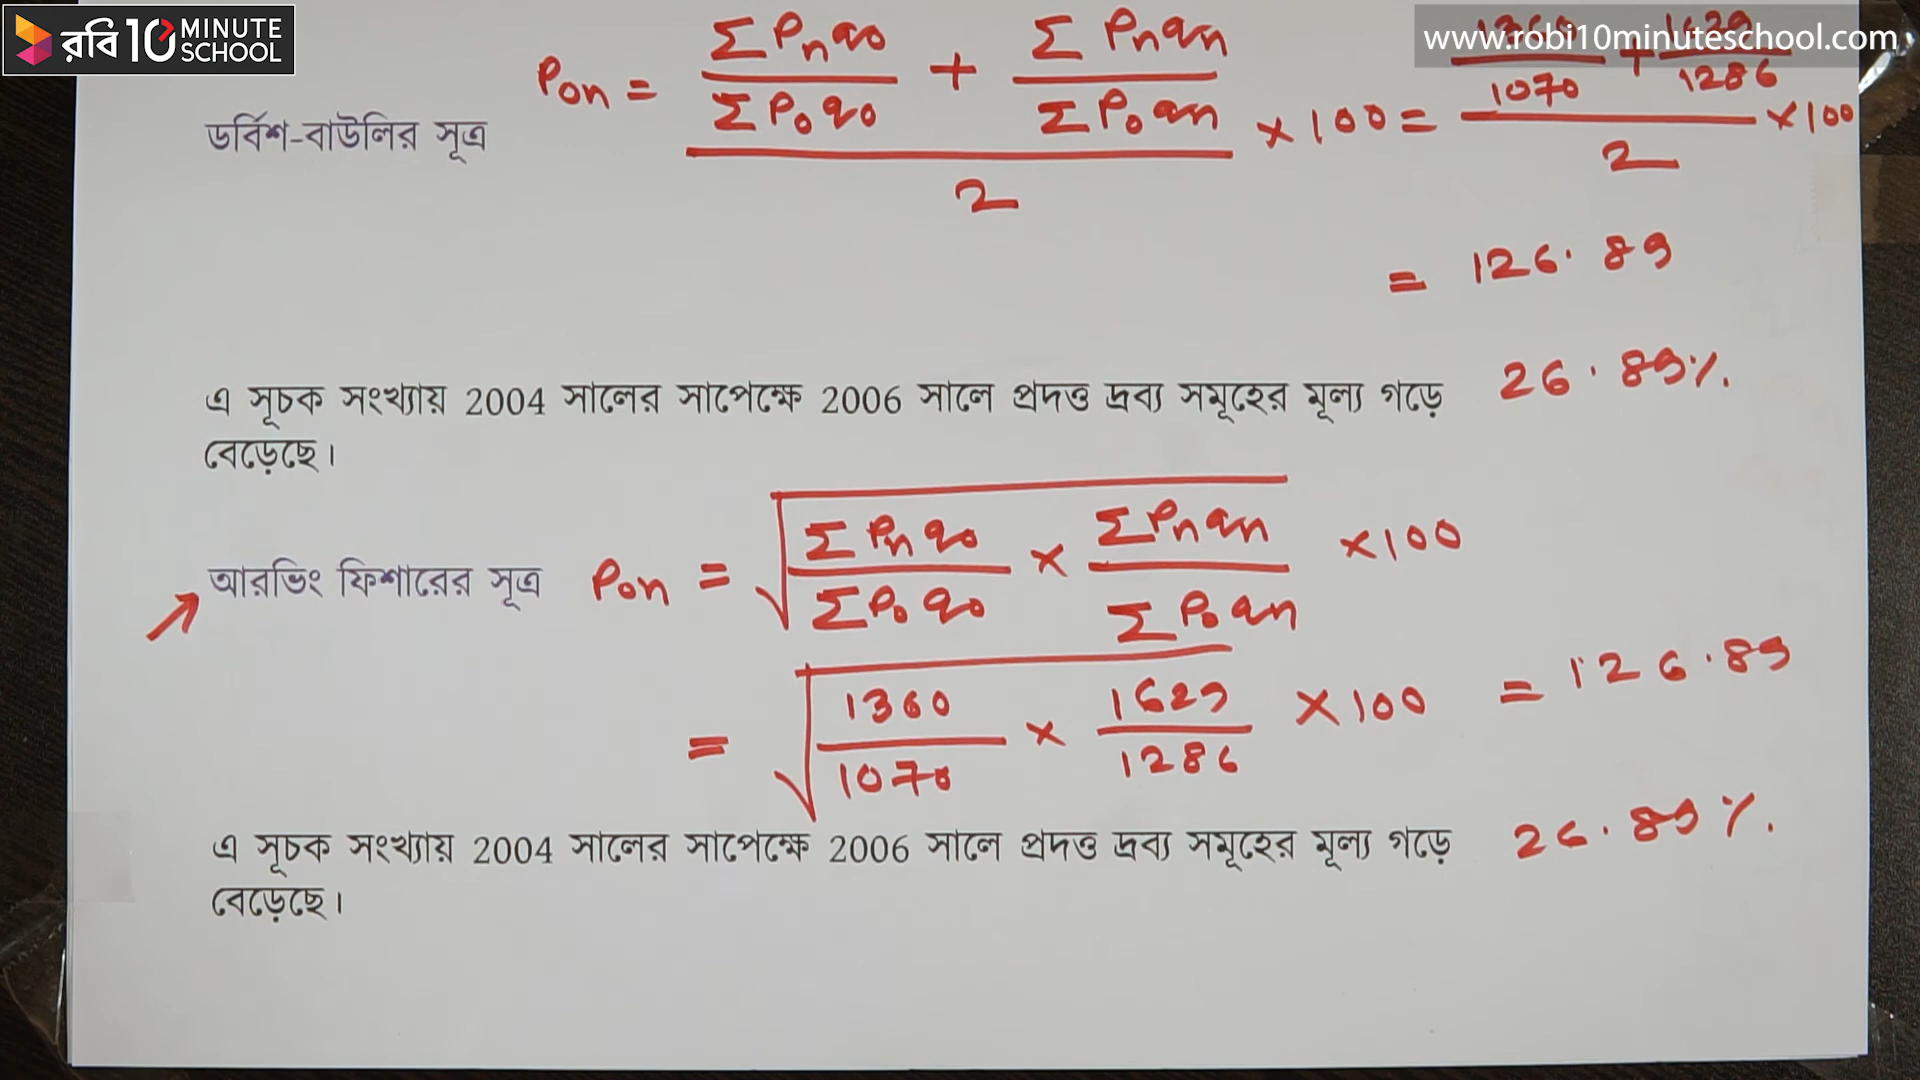 রবি 10 MINUTE SCHOOL
www.robi10minuteschool.com
ডর্বিশ-বাউলির সূত্র Pon = (ΣPnq0 / ΣP0q0 + ΣPnqn / ΣP0qn) / 2 × 100 = (1360 / 1070 + 1629 / 1286) / 2 × 100
= 126.89
এ সূচক সংখ্যায় 2004 সালের সাপেক্ষে 2006 সালে প্রদত্ত দ্রব্য সমূহের মূল্য গড়ে 26.89%.
বেড়েছে।
আরভিং ফিশারের সূত্র Pon = √(ΣPnq0 / ΣP0q0 × ΣPnqn / ΣP0qn) × 100
= √(1360 / 1070 × 1629 / 1286) × 100 = 126.89
এ সূচক সংখ্যায় 2004 সালের সাপেক্ষে 2006 সালে প্রদত্ত দ্রব্য সমূহের মূল্য গড়ে 26.89%.
বেড়েছে।